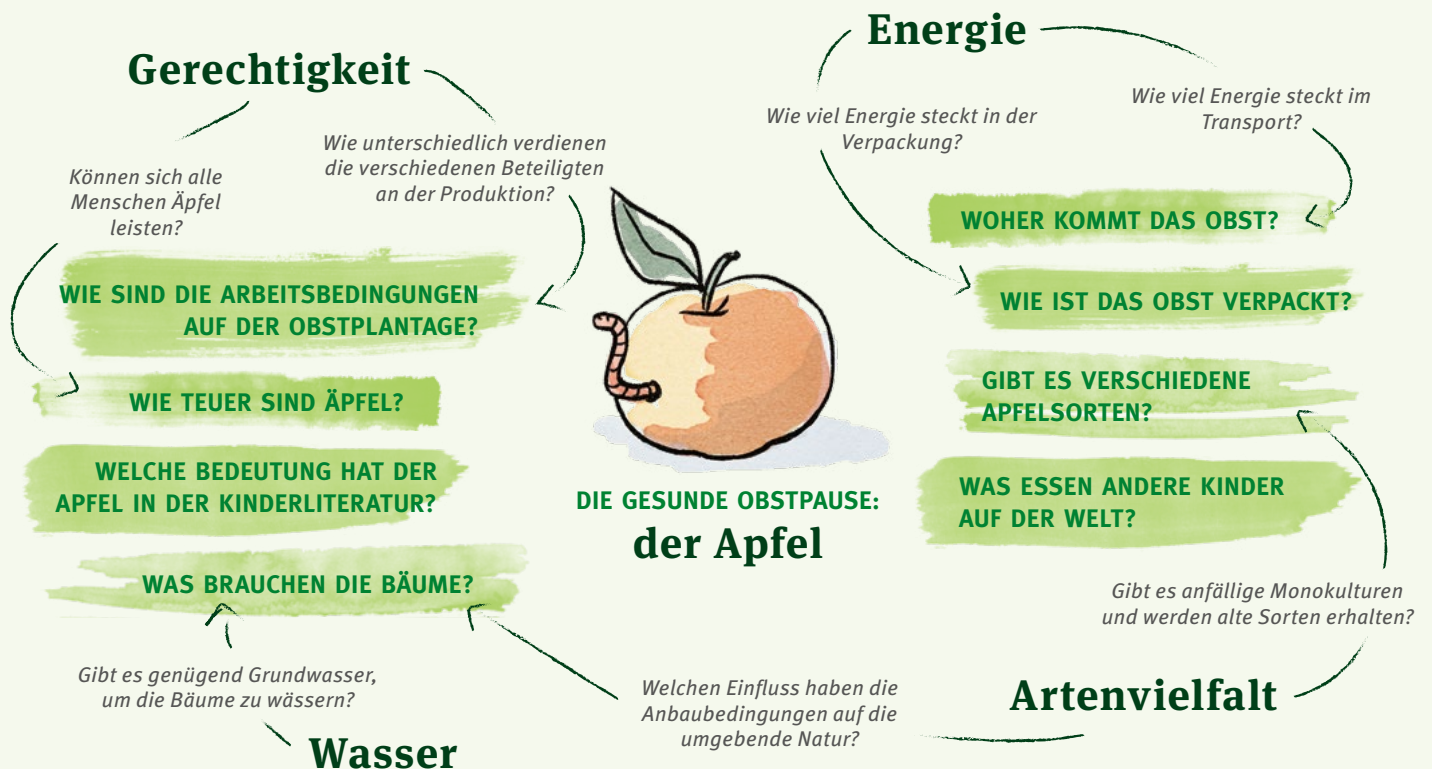 Gerechtigkeit
Können sich alle
Menschen Äpfel
leisten?
Wie unterschiedlich verdienen
die verschiedenen Beteiligten
an der Produktion?
WIE SIND DIE ARBEITSBEDINGUNGEN
AUF DER OBSTPLANTAGE?
WIE TEUER SIND ÄPFEL?
WELCHE BEDEUTUNG HAT DER
APFEL IN DER KINDERLITERATUR?
WAS BRAUCHEN DIE BÄUME?
Gibt es genügend Grundwasser,
um die Bäume zu wässern?
Wasser
DIE GESUNDE OBSTPAUSE:
der Apfel
Energie
Wie viel Energie steckt in der
Verpackung?
Wie viel Energie steckt im
Transport?
WOHER KOMMT DAS OBST?
WIE IST DAS OBST VERPACKT?
GIBT ES VERSCHIEDENE
APFELSORTEN?
WAS ESSEN ANDERE KINDER
AUF DER WELT?
Gibt es anfällige Monokulturen
und werden alte Sorten erhalten?
Welchen Einfluss haben die
Anbaubedingungen auf die
umgebende Natur?
Artenvielfalt